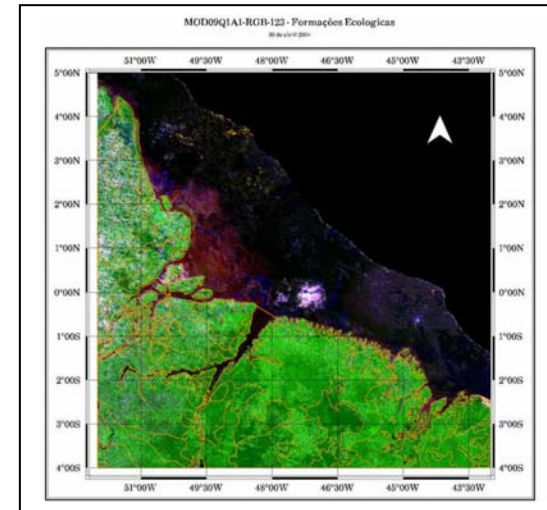 MOD09Q1A1-RGB-123 - Formações Ecologicas
51°00W 49°30W 48°00W 46°30W 45°00W 43°30W
5°00N 5°00N
4°00N 4°00N
3°00N 3°00N
2°00N 2°00N
1°00N 1°00N
0°00N 0°00N
1°00S 1°00S
2°00S 2°00S
3°00S 3°00S
4°00S 4°00S
51°00W 49°30W 48°00W 46°30W 45°00W 43°30W